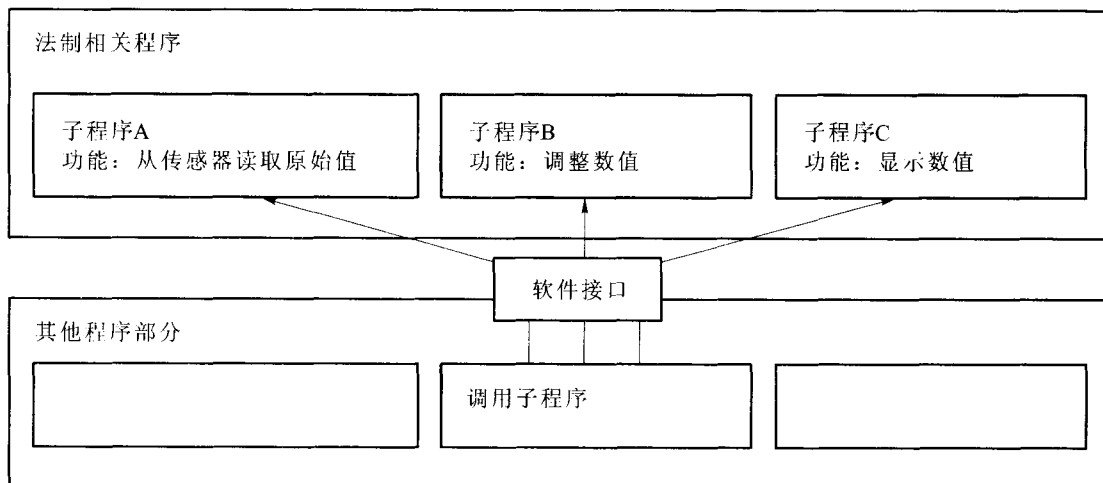 法制相关程序
子程序A
功能：从传感器读取原始值
子程序B
功能：调整数值
子程序C
功能：显示数值
软件接口
其他程序部分
调用子程序